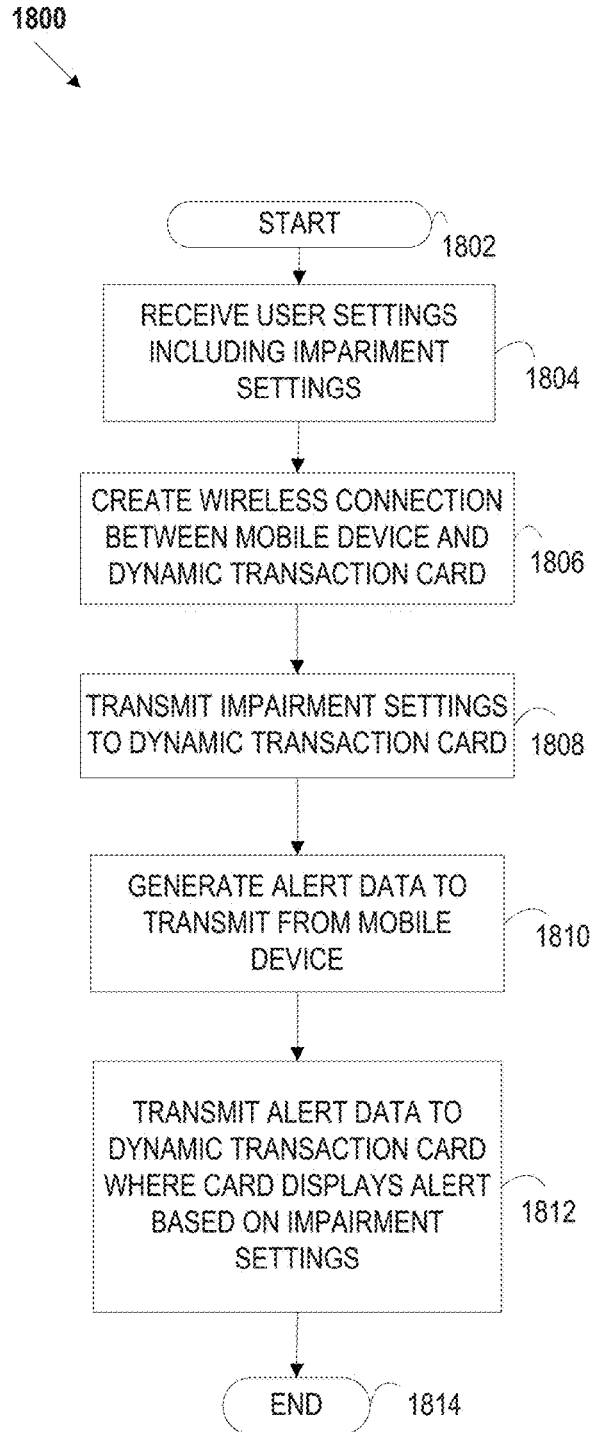 1800
START
1802
RECEIVE USER SETTINGS
INCLUDING IMPARIMENT
SETTINGS
1804
CREATE WIRELESS CONNECTION
BETWEEN MOBILE DEVICE AND
DYNAMIC TRANSACTION CARD
1806
TRANSMIT IMPAIRMENT SETTINGS
TO DYNAMIC TRANSACTION CARD
1808
GENERATE ALERT DATA TO
TRANSMIT FROM MOBILE
DEVICE
1810
TRANSMIT ALERT DATA TO
DYNAMIC TRANSACTION CARD
WHERE CARD DISPLAYS ALERT
BASED ON IMPAIRMENT
SETTINGS
1812
END
1814